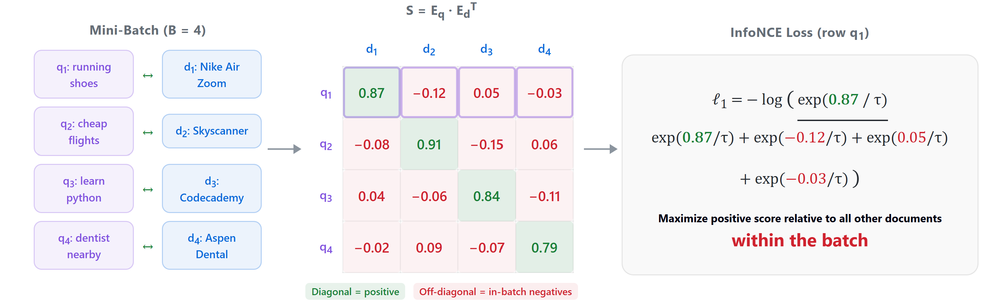 Mini-Batch (B = 4)
q₁: running
shoes
↔
d₁: Nike Air
Zoom
q₂: cheap
flights
↔
d₂: Skyscanner
q₃: learn
python
↔
d₃:
Codecademy
q₄: dentist
nearby
↔
d₄: Aspen
Dental
S = E_q · E_d^T
d₁ d₂ d₃ d₄
q₁ 0.87 −0.12 0.05 −0.03
q₂ −0.08 0.91 −0.15 0.06
q₃ 0.04 −0.06 0.84 −0.11
q₄ −0.02 0.09 −0.07 0.79
Diagonal = positive
Off-diagonal = in-batch negatives
InfoNCE Loss (row q₁)
ℓ₁ = − log ( exp(0.87 / τ)
exp(0.87/τ) + exp(−0.12/τ) + exp(0.05/τ)
+ exp(−0.03/τ) )
Maximize positive score relative to all other documents
within the batch